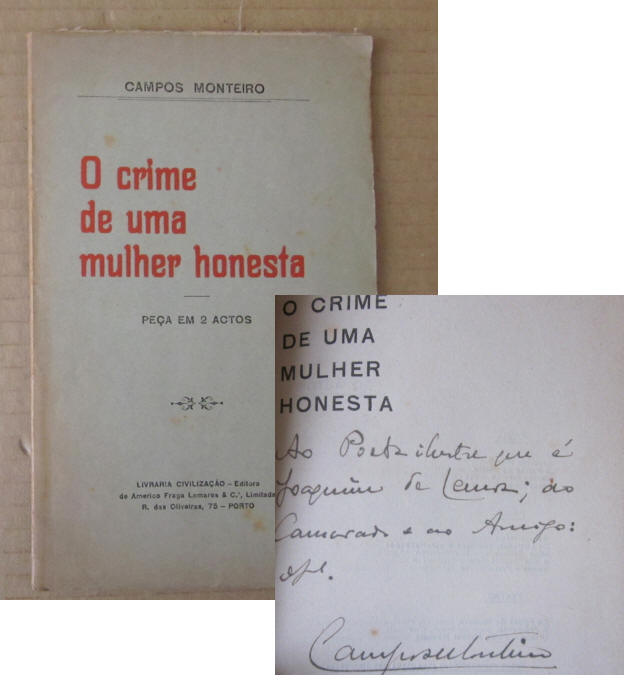 CAMPOS MONTEIRO
O crime
de uma
mulher honesta
PEÇA EM 2 ACTOS
LIVRARIA CIVILIZAÇÃO – Editora
de Americo Fraga Lamares & C.ª, Limitada
R. das Oliveiras, 75 – PORTO
O CRIME
DE UMA
MULHER
HONESTA
Ao Poeta ilustre que é
Joaquim de Lemos; ao
Camarada e ao Amigo:
Campos Monteiro